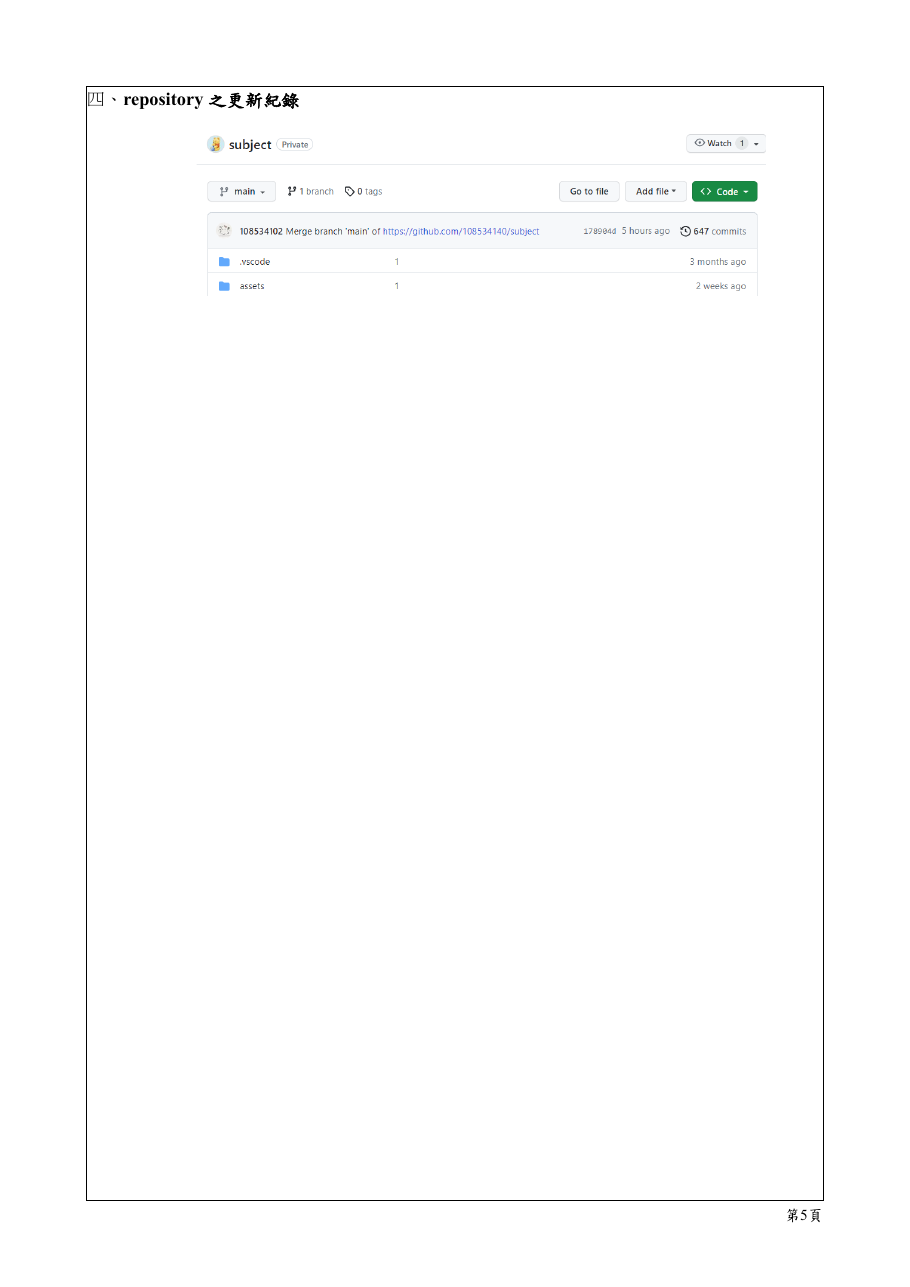 四、repository 之更新紀錄
subject Private Watch 1
main 1 branch 0 tags Go to file Add file Code
108534102 Merge branch 'main' of https://github.com/108534140/subject 178904d 5 hours ago 647 commits
.vscode 1 3 months ago
assets 1 2 weeks ago
第5頁